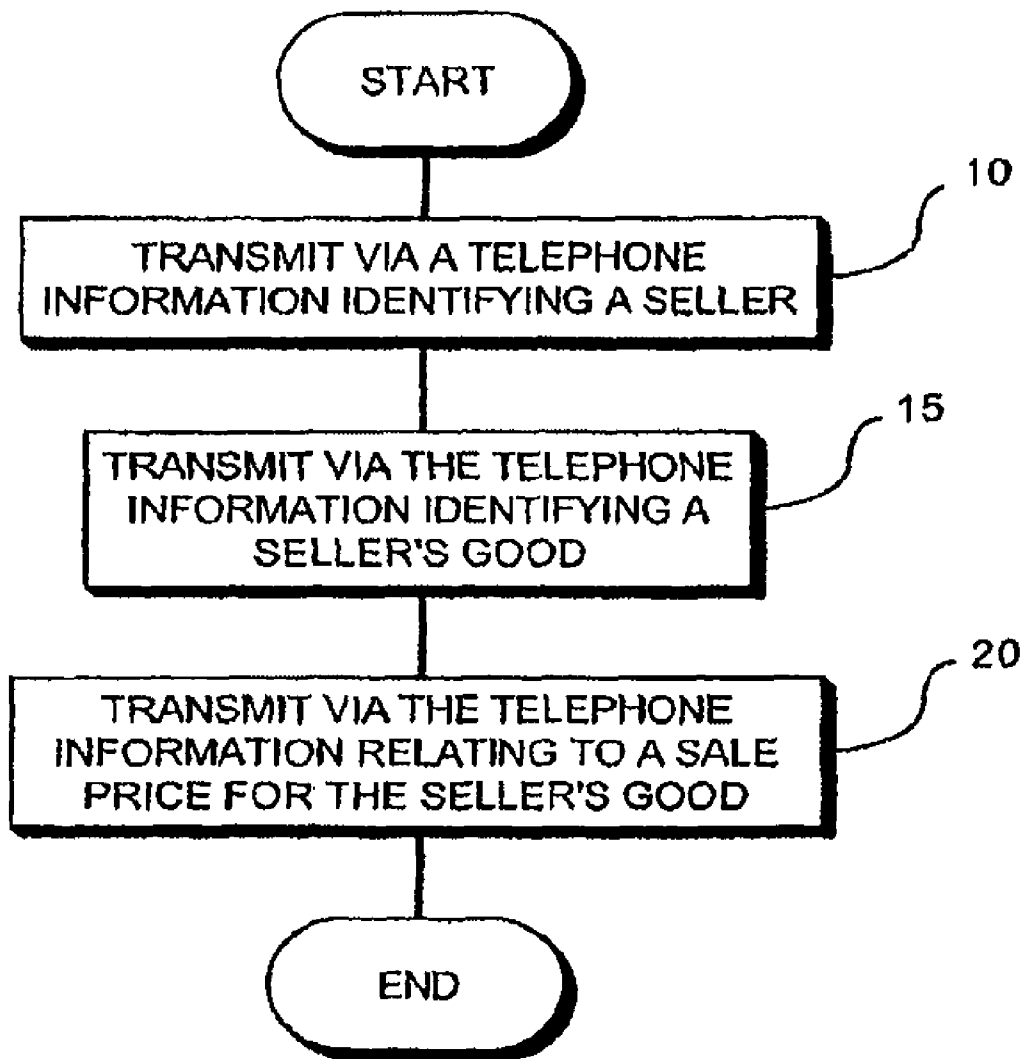 START
10
TRANSMIT VIA A TELEPHONE
INFORMATION IDENTIFYING A SELLER
15
TRANSMIT VIA THE TELEPHONE
INFORMATION IDENTIFYING A
SELLER'S GOOD
20
TRANSMIT VIA THE TELEPHONE
INFORMATION RELATING TO A SALE
PRICE FOR THE SELLER'S GOOD
END